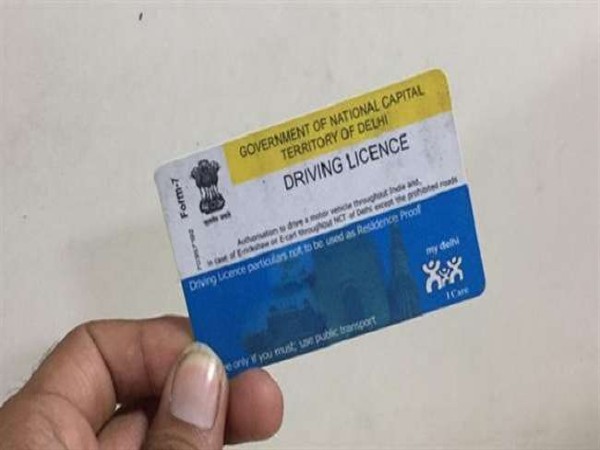 GOVERNMENT OF NATIONAL CAPITAL
TERRITORY OF DELHI
DRIVING LICENCE
Form-7
सत्यमेव जयते
Authorisation to drive a motor vehicle throughout India and,
in case of E-rickshaw or E-cart throughout NCT of Delhi except the prohibited roads
Driving Licence particulars not to be used as Residence Proof
my delhi
I Care
only if you must, use public transport